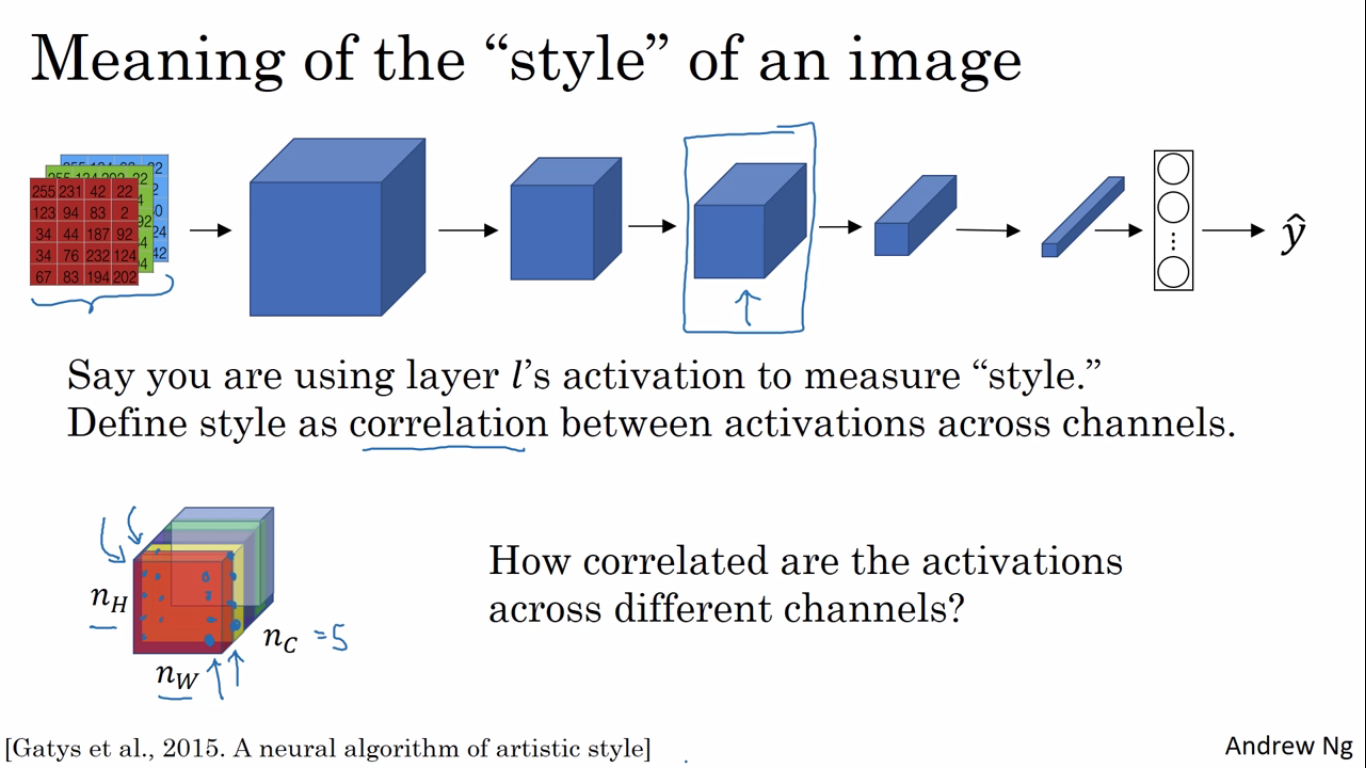 Meaning of the “style” of an image
255 231 42 22
123 94 83 2
34 44 187 92
34 76 232 124
67 83 194 202
ŷ
Say you are using layer l’s activation to measure “style.”
Define style as correlation between activations across channels.
How correlated are the activations
across different channels?
n_H
n_C = 5
n_W
[Gatys et al., 2015. A neural algorithm of artistic style]
Andrew Ng